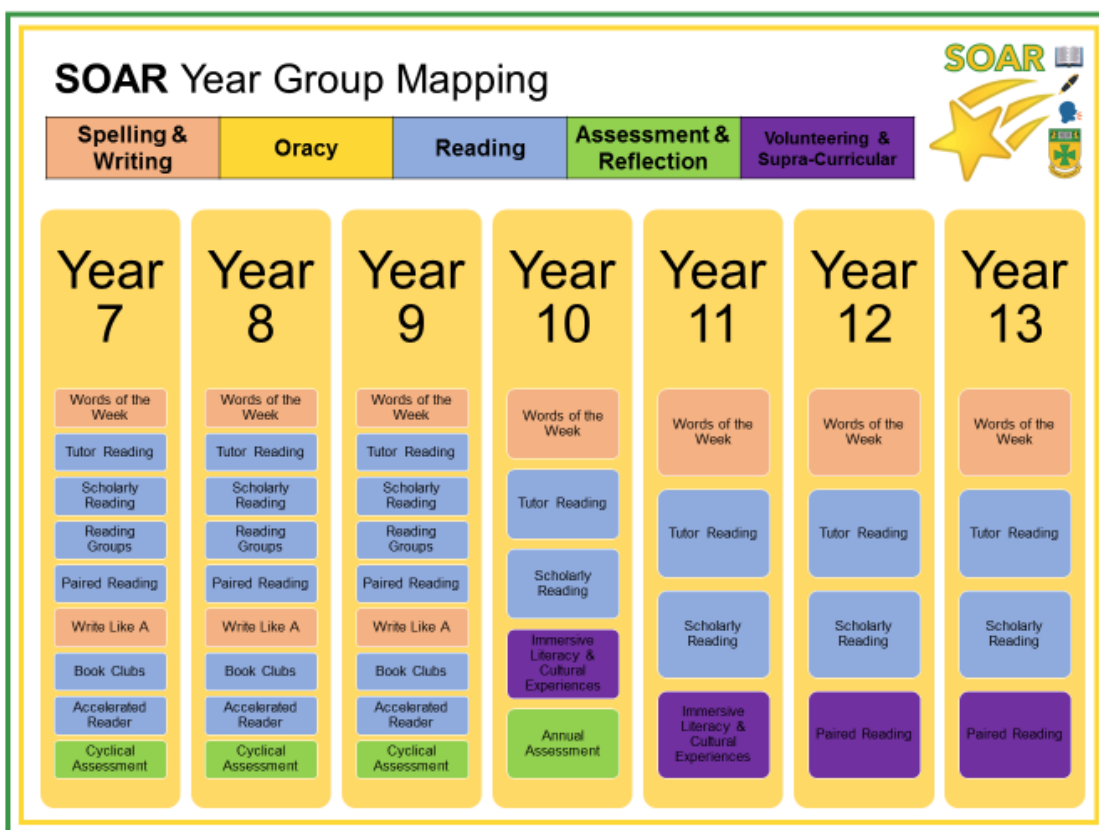 SOAR Year Group Mapping
SOAR
Spelling &
Writing
Oracy
Reading
Assessment &
Reflection
Volunteering &
Supra-Curricular
Year
7
Words of the
Week
Tutor Reading
Scholarly
Reading
Reading
Groups
Paired Reading
Write Like A
Book Clubs
Accelerated
Reader
Cyclical
Assessment
Year
8
Words of the
Week
Tutor Reading
Scholarly
Reading
Reading
Groups
Paired Reading
Write Like A
Book Clubs
Accelerated
Reader
Cyclical
Assessment
Year
9
Words of the
Week
Tutor Reading
Scholarly
Reading
Reading
Groups
Paired Reading
Write Like A
Book Clubs
Accelerated
Reader
Cyclical
Assessment
Year
10
Words of the
Week
Tutor Reading
Scholarly
Reading
Immersive
Literacy &
Cultural
Experiences
Annual
Assessment
Year
11
Words of the
Week
Tutor Reading
Scholarly
Reading
Immersive
Literacy &
Cultural
Experiences
Year
12
Words of the
Week
Tutor Reading
Scholarly
Reading
Paired Reading
Year
13
Words of the
Week
Tutor Reading
Scholarly
Reading
Paired Reading